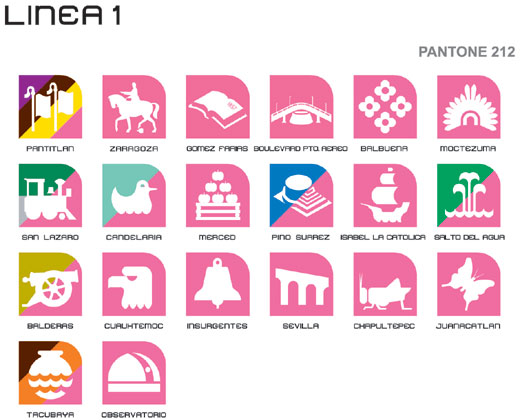 LINEA 1
PANTONE 212
PANTITLAN ZARAGOZA GOMEZ FARIAS BOULEVARD PTO. AEREO BALBUENA MOCTEZUMA
SAN LAZARO CANDELARIA MERCED PINO SUAREZ ISABEL LA CATOLICA SALTO DEL AGUA
BALDERAS CUAUHTEMOC INSURGENTES SEVILLA CHAPULTEPEC JUANACATLAN
TACUBAYA OBSERVATORIO